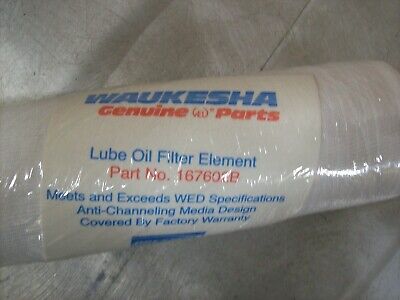 WAUKESHA
Genuine WED Parts
Lube Oil Filter Element
Part No.
Meets and Exceeds WED Specifications
Anti-Channeling Media Design
Covered By Factory Warranty